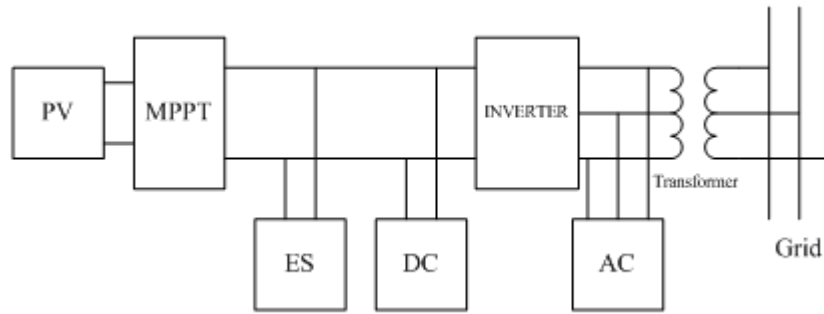 PV
MPPT
INVERTER
Transformer
ES
DC
AC
Grid